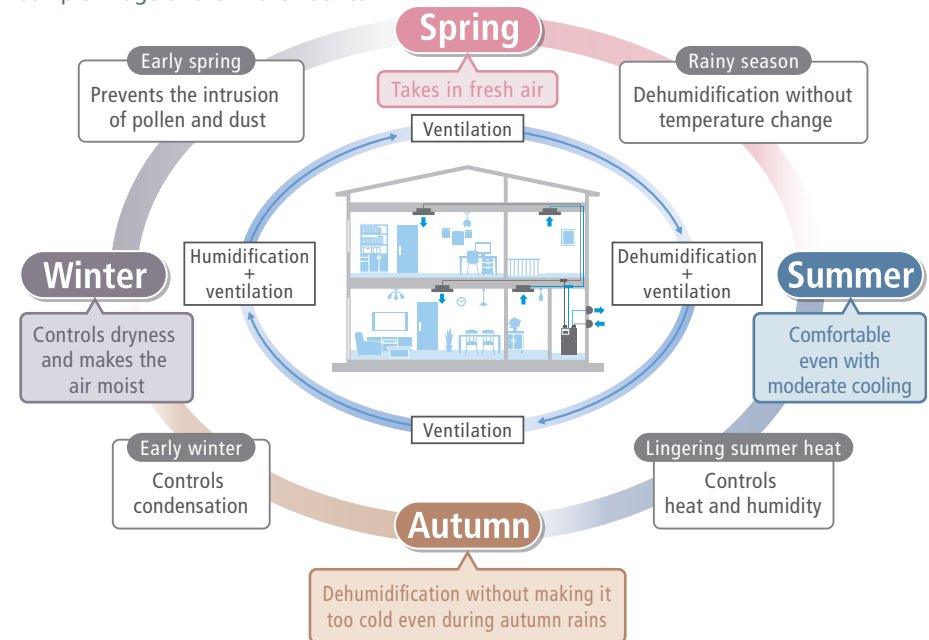 Spring
Takes in fresh air
Early spring
Prevents the intrusion
of pollen and dust
Rainy season
Dehumidification without
temperature change
Ventilation
Humidification
+
ventilation
Dehumidification
+
ventilation
Winter
Controls dryness
and makes the
air moist
Summer
Comfortable
even with
moderate cooling
Ventilation
Early winter
Controls
condensation
Lingering summer heat
Controls
heat and humidity
Autumn
Dehumidification without making it
too cold even during autumn rains